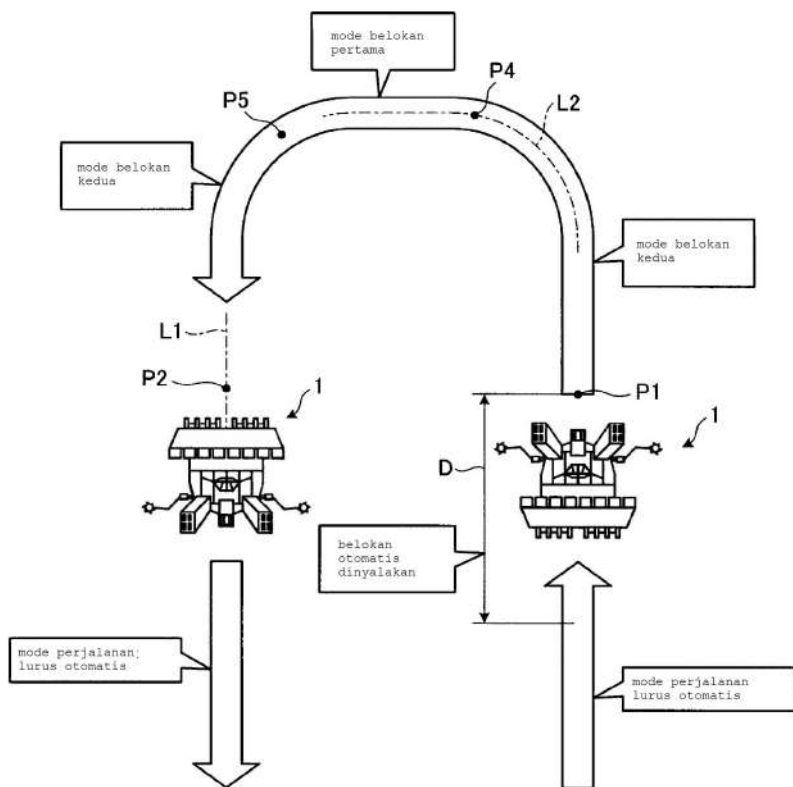 mode belokan
pertama
P5
P4
L2
mode belokan
kedua
mode belokan
kedua
L1
P2
1
P1
1
D
belokan
otomatis
dinyalakan
mode perjalanan;
lurus otomatis
mode perjalanan
lurus otomatis